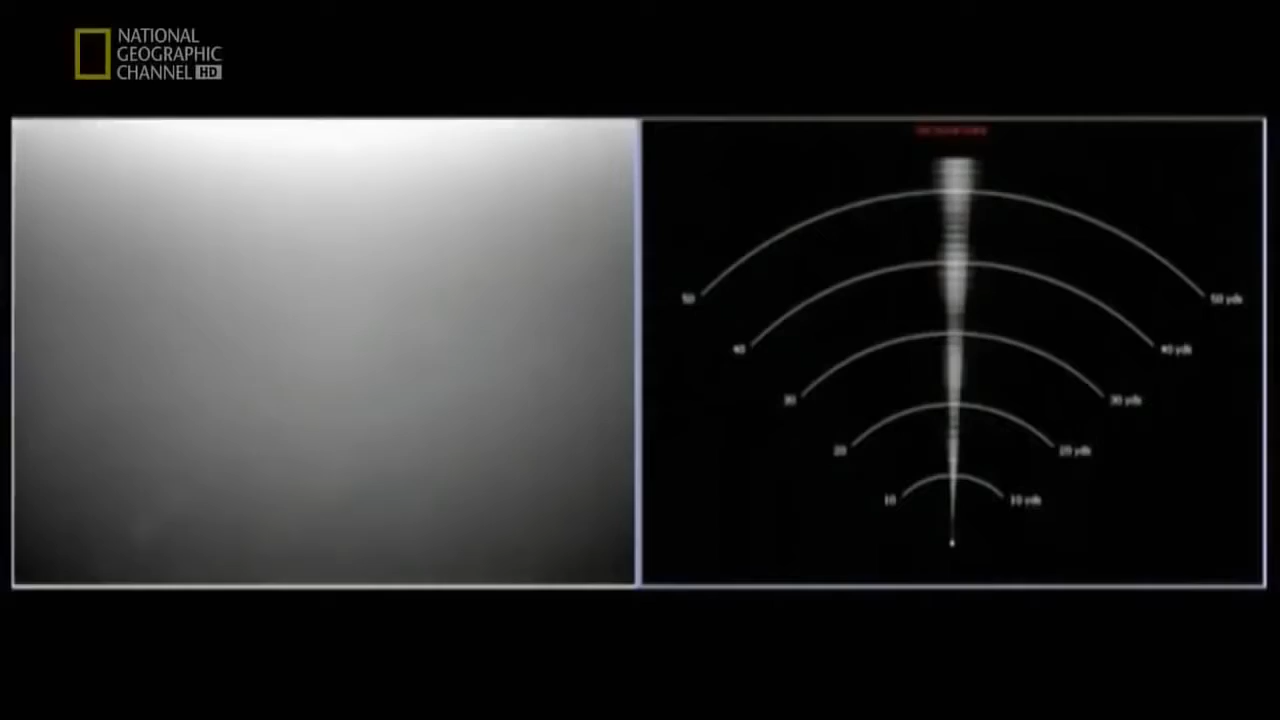 NATIONAL
GEOGRAPHIC
CHANNEL HD
50
50 yds
40
40 yds
30
30 yds
20
20 yds
10
10 yds